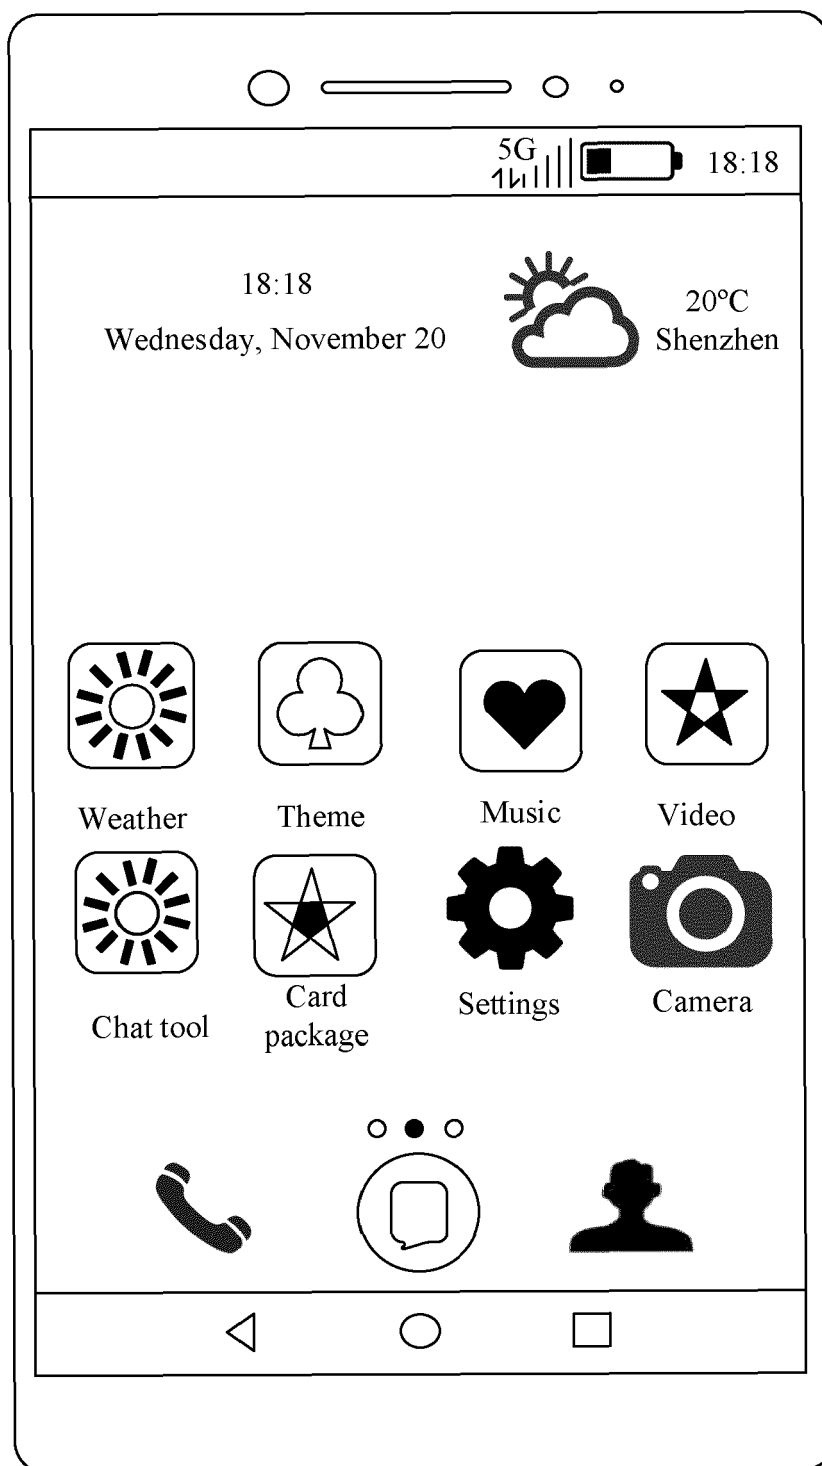 5G
18:18
18:18
Wednesday, November 20
20°C
Shenzhen
Weather
Theme
Music
Video
Chat tool
Card
package
Settings
Camera